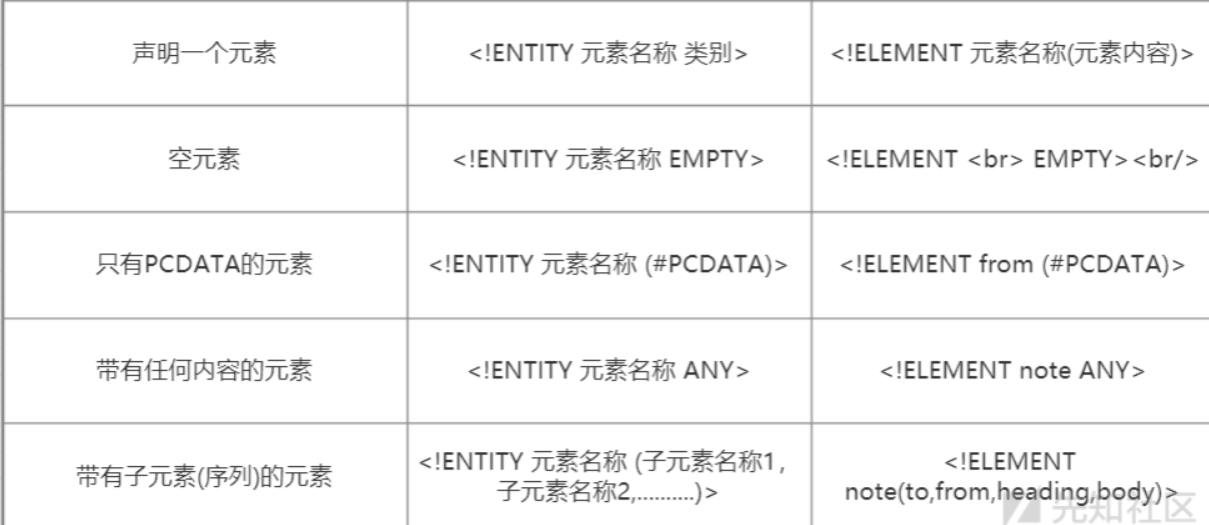 声明一个元素 <!ENTITY 元素名称 类别> <!ELEMENT 元素名称(元素内容)>
空元素 <!ENTITY 元素名称 EMPTY> <!ELEMENT <br> EMPTY><br/>
只有PCDATA的元素 <!ENTITY 元素名称 (#PCDATA)> <!ELEMENT from (#PCDATA)>
带有任何内容的元素 <!ENTITY 元素名称 ANY> <!ELEMENT note ANY>
带有子元素(序列)的元素
<!ENTITY 元素名称 (子元素名称1,
子元素名称2,..........)>
<!ELEMENT
note(to,from,heading,body)>
先知社区